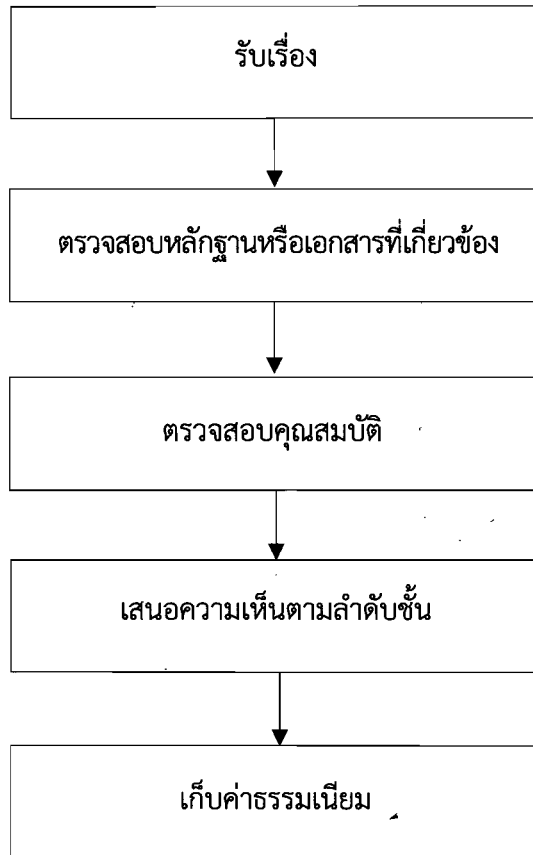 รับเรื่อง
ตรวจสอบหลักฐานหรือเอกสารที่เกี่ยวข้อง
ตรวจสอบคุณสมบัติ
เสนอความเห็นตามลำดับชั้น
เก็บค่าธรรมเนียม